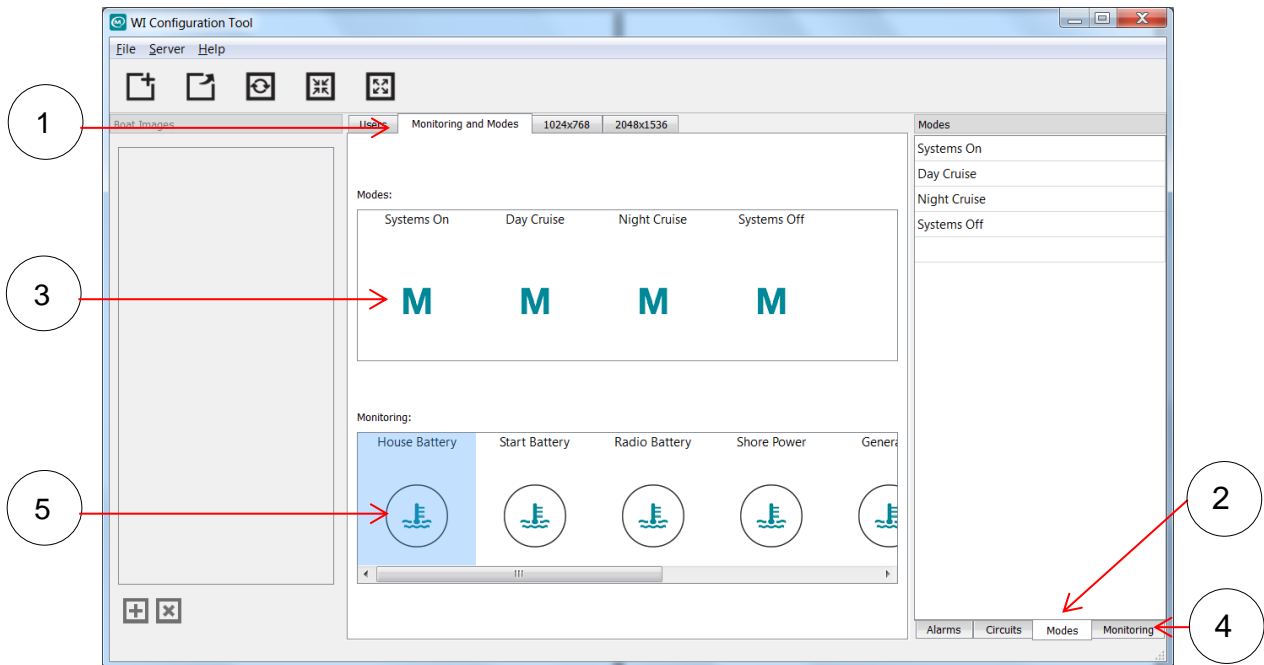 WI Configuration Tool
File Server Help
1
Boat Images
Users Monitoring and Modes 1024x768 2048x1536
Modes
Systems On
Day Cruise
Night Cruise
Systems Off
Modes:
Systems On Day Cruise Night Cruise Systems Off
3
M M M M
Monitoring:
House Battery Start Battery Radio Battery Shore Power Genera
5
2
Alarms Circuits Modes Monitoring
4